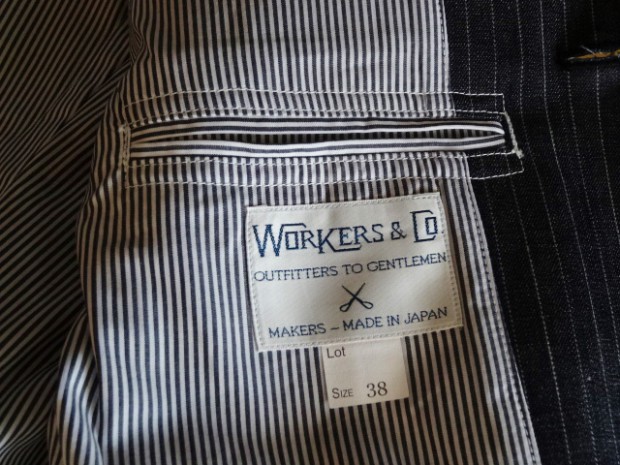 WORKERS & CO
OUTFITTERS TO GENTLEMEN
MAKERS – MADE IN JAPAN
Lot
SIZE 38